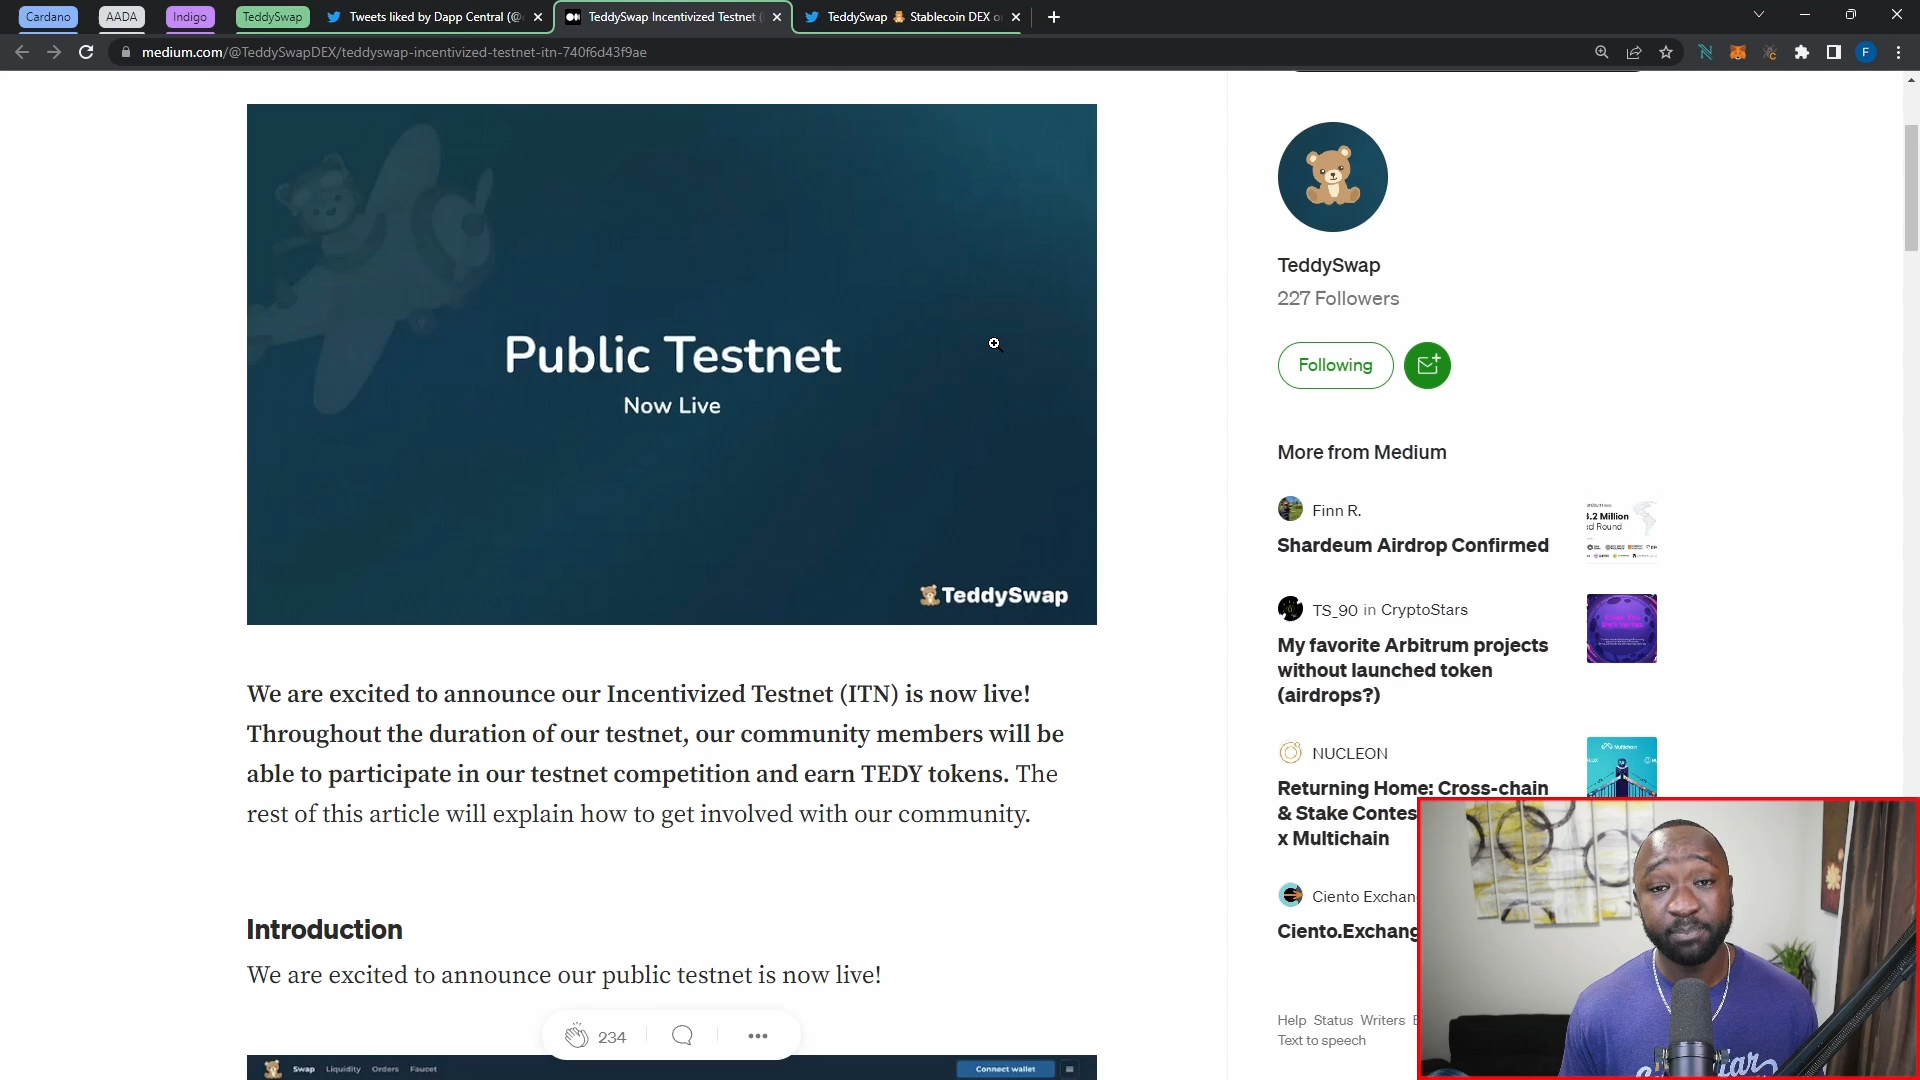 Cardano AADA Indigo TeddySwap Tweets liked by Dapp Central (@ TeddySwap Incentivized Testnet ( TeddySwap Stablecoin DEX o
medium.com/@TeddySwapDEX/teddyswap-incentivized-testnet-itn-740f6d43f9ae
F
Public Testnet
Now Live
TeddySwap
We are excited to announce our Incentivized Testnet (ITN) is now live!
Throughout the duration of our testnet, our community members will be
able to participate in our testnet competition and earn TEDY tokens. The
rest of this article will explain how to get involved with our community.
Introduction
We are excited to announce our public testnet is now live!
234
Swap Liquidity Orders Faucet Connect wallet
TeddySwap
227 Followers
Following
More from Medium
Finn R.
Shardeum Airdrop Confirmed
.2 Million
d Round
TS_90 in CryptoStars
My favorite Arbitrum projects
without launched token
(airdrops?)
NUCLEON
Returning Home: Cross-chain
& Stake Contes
x Multichain
Multichain
Ciento Exchan
Ciento.Exchang
Help Status Writers
Text to speech